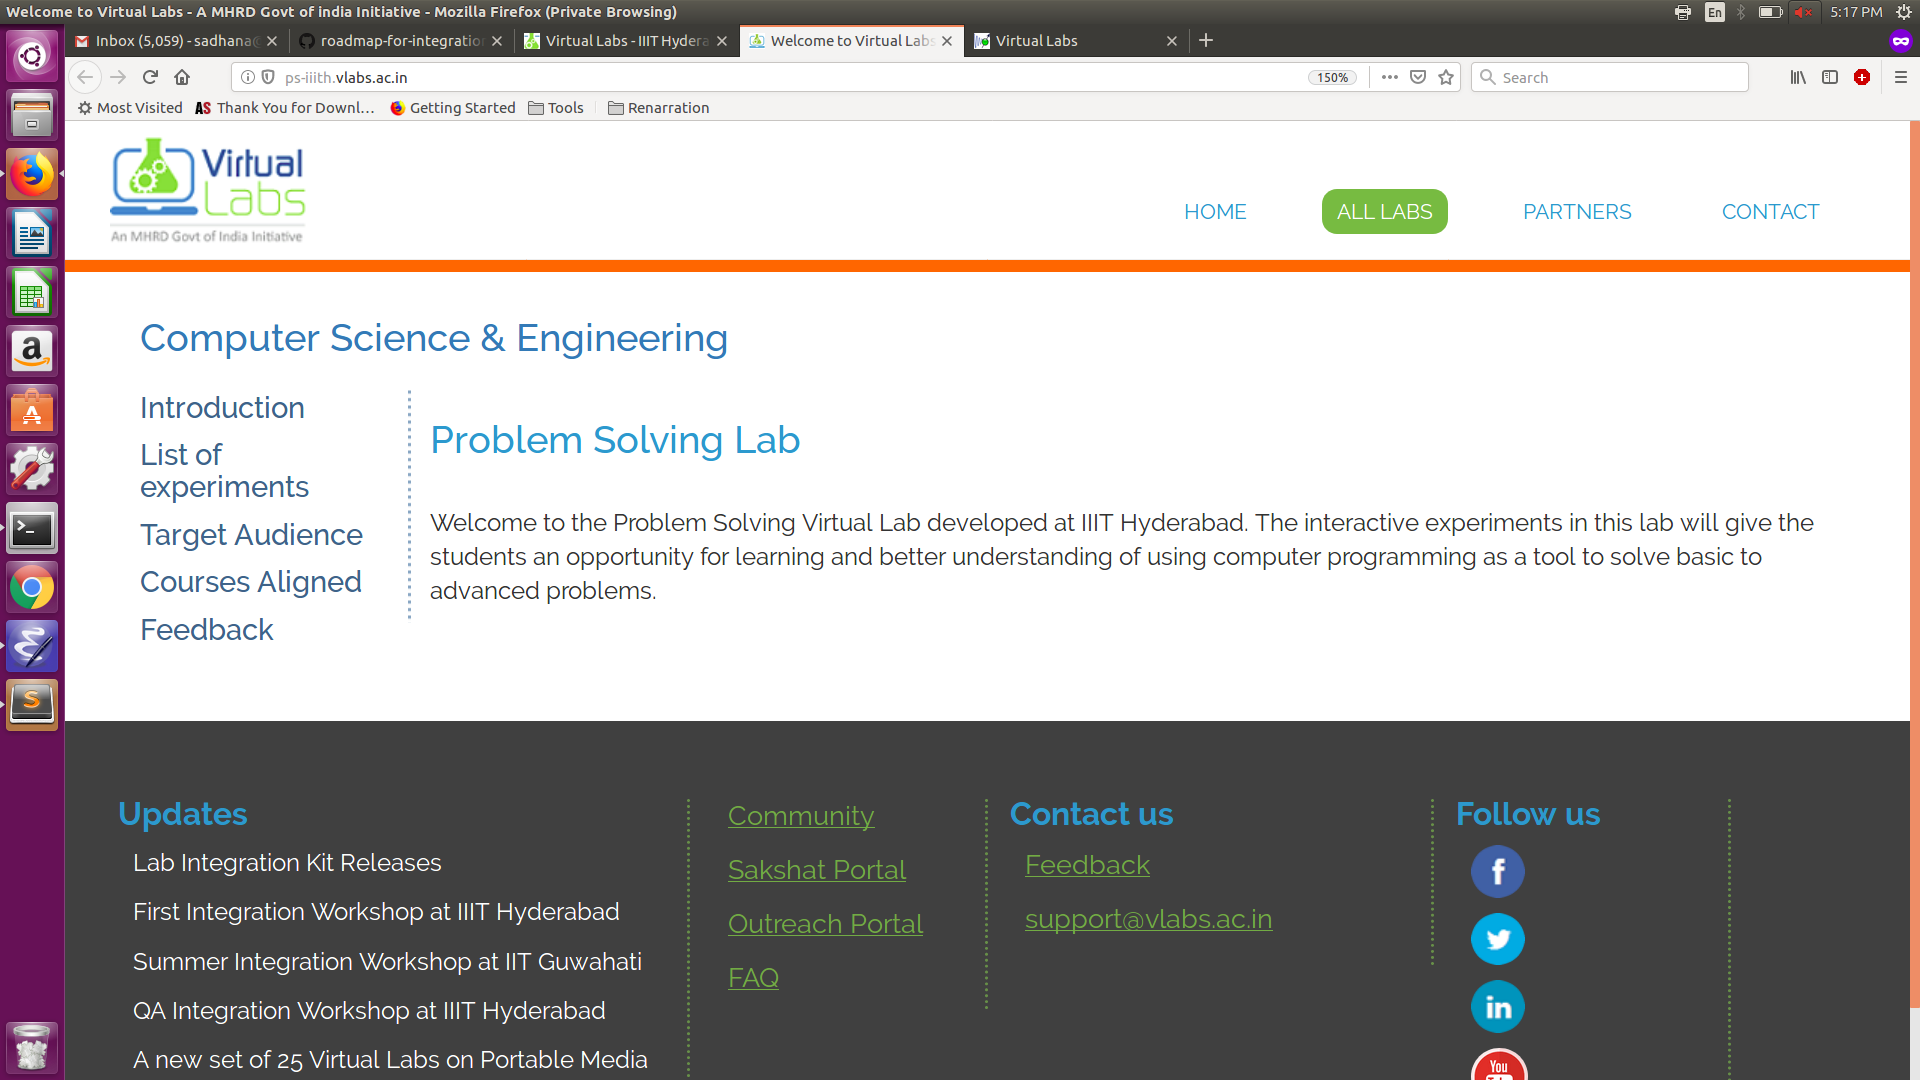 Welcome to Virtual Labs - A MHRD Govt of india Initiative - Mozilla Firefox (Private Browsing)
En
5:17 PM
Inbox (5,059) - sadhana@
roadmap-for-integration
Virtual Labs - IIIT Hydera
Welcome to Virtual Labs
Virtual Labs
ps-iiith.vlabs.ac.in
150%
Search
Most Visited
AS Thank You for Downl...
Getting Started
Tools
Renarration
Virtual
Labs
An MHRD Govt of India Initiative
HOME
ALL LABS
PARTNERS
CONTACT
Computer Science & Engineering
Introduction
List of
experiments
Target Audience
Courses Aligned
Feedback
Problem Solving Lab
Welcome to the Problem Solving Virtual Lab developed at IIIT Hyderabad. The interactive experiments in this lab will give the
students an opportunity for learning and better understanding of using computer programming as a tool to solve basic to
advanced problems.
Updates
Lab Integration Kit Releases
First Integration Workshop at IIIT Hyderabad
Summer Integration Workshop at IIT Guwahati
QA Integration Workshop at IIIT Hyderabad
A new set of 25 Virtual Labs on Portable Media
Community
Sakshat Portal
Outreach Portal
FAQ
Contact us
Feedback
support@vlabs.ac.in
Follow us
You